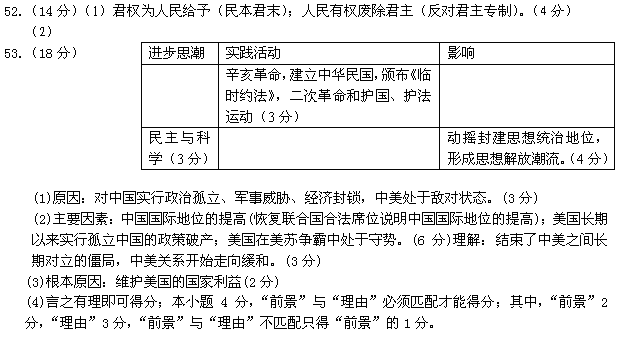 52. (14分)(1) 君权为人民给予(民本君末); 人民有权废除君主(反对君主专制)。(4分)
(2)
53. (18分)
进步思潮 实践活动 影响
辛亥革命,建立中华民国,颁布《临
时约法》, 二次革命和护国、护法
运动(3分)
民主与科
学(3分)
动摇封建思想统治地位,
形成思想解放潮流。(4分)
(1)原因: 对中国实行政治孤立、军事威胁、经济封锁, 中美处于敌对状态。(3分)
(2)主要因素: 中国国际地位的提高(恢复联合国合法席位说明中国国际地位的提高); 美国长期
以来实行孤立中国的政策破产; 美国在美苏争霸中处于守势。(6分)理解: 结束了中美之间长
期对立的僵局, 中美关系开始走向缓和。(3分)
(3)根本原因: 维护美国的国家利益(2分)
(4)言之有理即可得分; 本小题 4 分, “前景”与“理由”必须匹配才能得分; 其中, “前景”2
分, “理由”3分, “前景”与“理由”不匹配只得“前景”的1分。